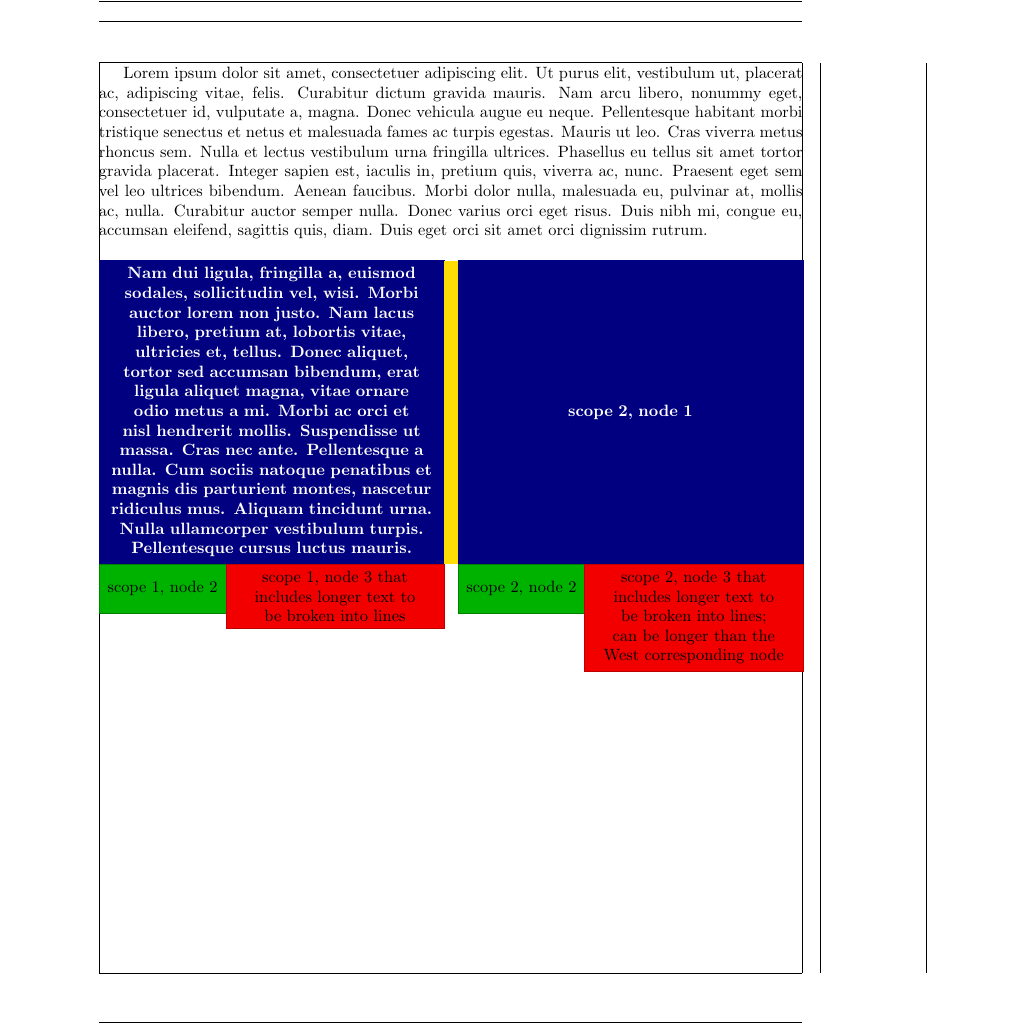 Lorem ipsum dolor sit amet, consectetuer adipiscing elit. Ut purus elit, vestibulum ut, placerat
ac, adipiscing vitae, felis. Curabitur dictum gravida mauris. Nam arcu libero, nonummy eget,
consectetuer id, vulputate a, magna. Donec vehicula augue eu neque. Pellentesque habitant morbi
tristique senectus et netus et malesuada fames ac turpis egestas. Mauris ut leo. Cras viverra metus
rhoncus sem. Nulla et lectus vestibulum urna fringilla ultrices. Phasellus eu tellus sit amet tortor
gravida placerat. Integer sapien est, iaculis in, pretium quis, viverra ac, nunc. Praesent eget sem
vel leo ultrices bibendum. Aenean faucibus. Morbi dolor nulla, malesuada eu, pulvinar at, mollis
ac, nulla. Curabitur auctor semper nulla. Donec varius orci eget risus. Duis nibh mi, congue eu,
accumsan eleifend, sagittis quis, diam. Duis eget orci sit amet orci dignissim rutrum.
Nam dui ligula, fringilla a, euismod
sodales, sollicitudin vel, wisi. Morbi
auctor lorem non justo. Nam lacus
libero, pretium at, lobortis vitae,
ultricies et, tellus. Donec aliquet,
tortor sed accumsan bibendum, erat
ligula aliquet magna, vitae ornare
odio metus a mi. Morbi ac orci et
nisl hendrerit mollis. Suspendisse ut
massa. Cras nec ante. Pellentesque a
nulla. Cum sociis natoque penatibus et
magnis dis parturient montes, nascetur
ridiculus mus. Aliquam tincidunt urna.
Nulla ullamcorper vestibulum turpis.
Pellentesque cursus luctus mauris.
scope 2, node 1
scope 1, node 2
scope 1, node 3 that
includes longer text to
be broken into lines
scope 2, node 2
scope 2, node 3 that
includes longer text to
be broken into lines;
can be longer than the
West corresponding node